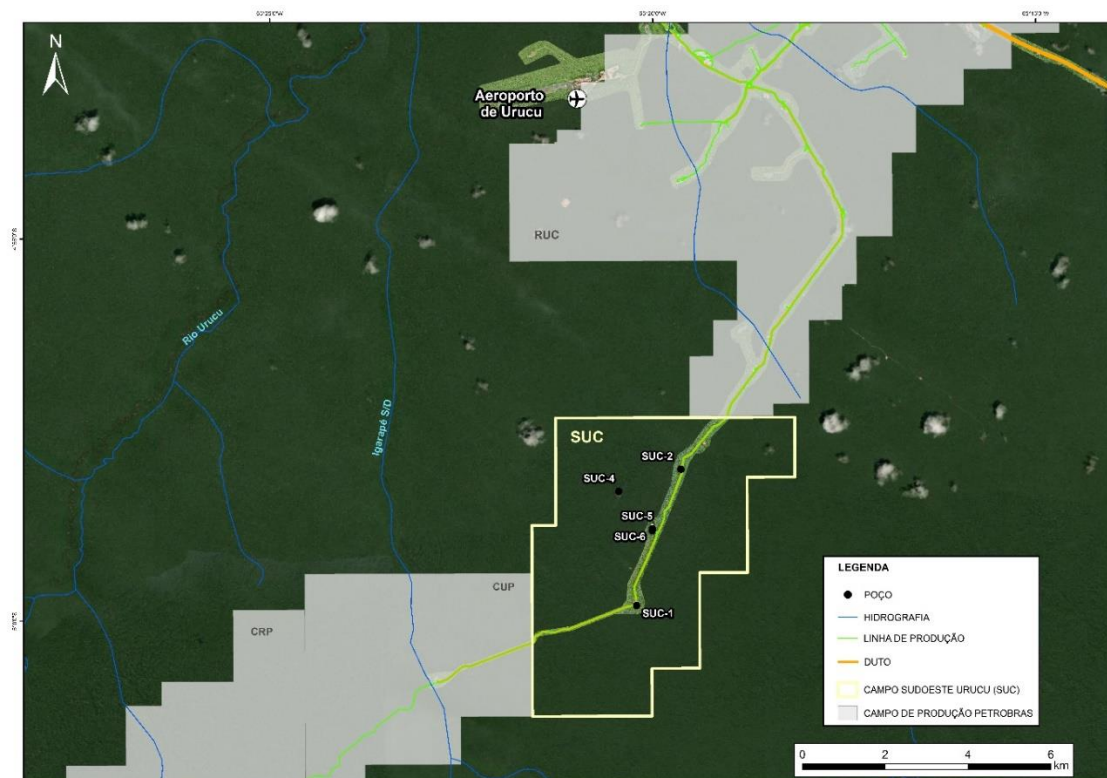 N
Aeroporto
de Urucu
RUC
Rio Urucu
Igarapé S/D
SUC
SUC-2
SUC-4
SUC-5
SUC-6
SUC-1
CUP
CRP
LEGENDA
POÇO
HIDROGRAFIA
LINHA DE PRODUÇÃO
DUTO
CAMPO SUDOESTE URUCU (SUC)
CAMPO DE PRODUÇÃO PETROBRAS
0 2 4 6
km